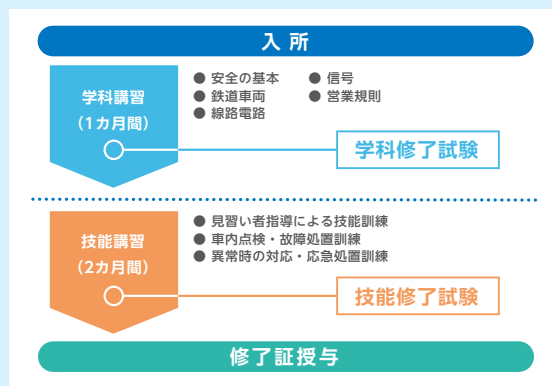 入所
学科講習
(1カ月間)
● 安全の基本
● 鉄道車両
● 線路電路
● 信号
● 営業規則
学科修了試験
技能講習
(2カ月間)
● 見習い者指導による技能訓練
● 車内点検・故障処置訓練
● 異常時の対応・応急処置訓練
技能修了試験
修了証授与